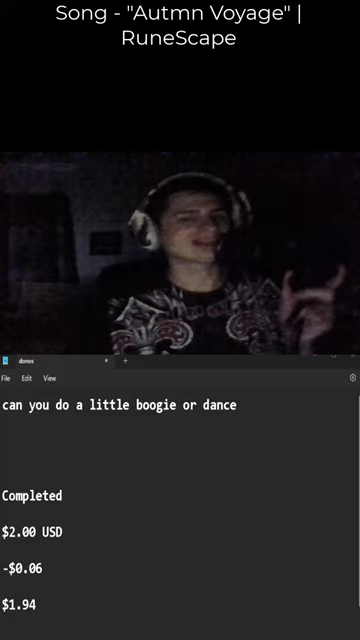 Song - "Autmn Voyage" |
RuneScape
donos
File Edit View
can you do a little boogie or dance
Completed
$2.00 USD
-$0.06
$1.94